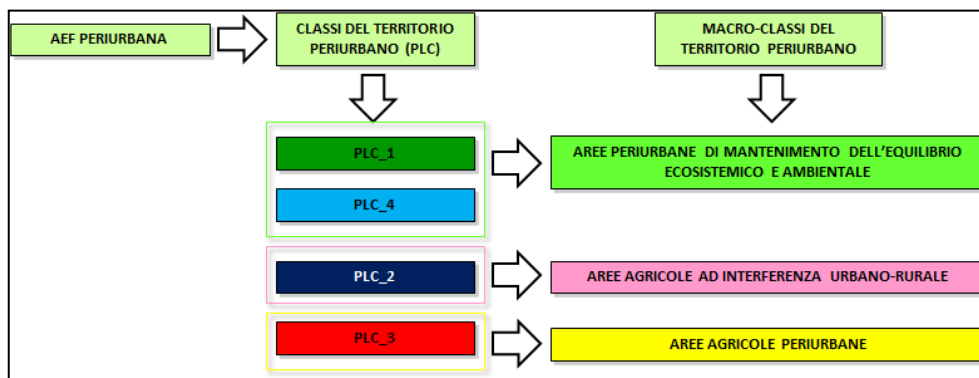 AEF PERIURBANA
CLASSI DEL TERRITORIO
PERIURBANO (PLC)
MACRO-CLASSI DEL
TERRITORIO PERIURBANO
PLC_1
PLC_4
AREE PERIURBANE DI MANTENIMENTO DELL'EQUILIBRIO
ECOSISTEMICO E AMBIENTALE
PLC_2
AREE AGRICOLE AD INTERFERENZA URBANO-RURALE
PLC_3
AREE AGRICOLE PERIURBANE